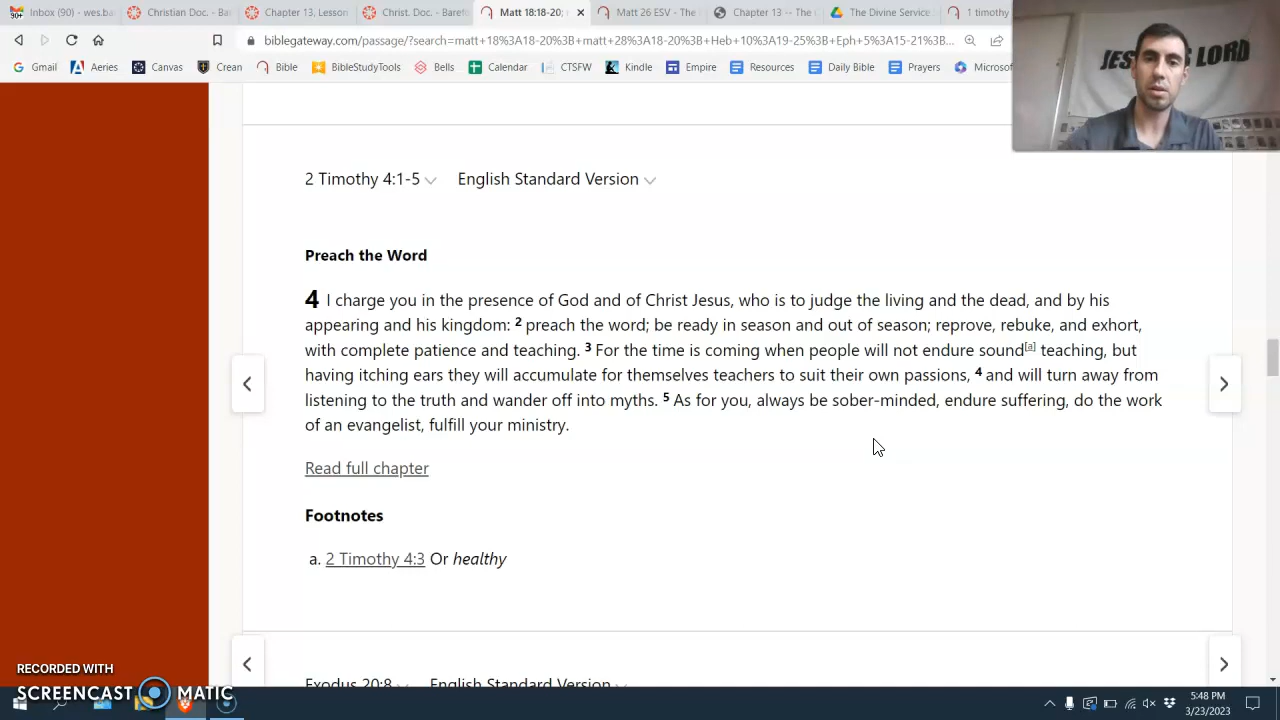 Inbox (90) - wes.ba
Christian Doc. - Ba
Chapter 13, Lesson
Christ. Doc. - Barefi
Matt 18:18-20;
Matt 26 ESV - The
Chapter 13 -- The
The Divine Service
1 timothy
biblegateway.com/passage/?search=matt+18%3A18-20%3B+matt+28%3A18-20%3B+Heb+10%3A19-25%3B+Eph+5%3A15-21%3B...
Gmail
Aeries
Canvas
Crean
Bible
BibleStudyTools
Bells
Calendar
CTSFW
Kindle
Empire
Resources
Daily Bible
Prayers
Microsof
LORD
2 Timothy 4:1-5 English Standard Version
Preach the Word
4 I charge you in the presence of God and of Christ Jesus, who is to judge the living and the dead, and by his
appearing and his kingdom: 2 preach the word; be ready in season and out of season; reprove, rebuke, and exhort,
with complete patience and teaching. 3 For the time is coming when people will not endure sound[a] teaching, but
having itching ears they will accumulate for themselves teachers to suit their own passions, 4 and will turn away from
listening to the truth and wander off into myths. 5 As for you, always be sober-minded, endure suffering, do the work
of an evangelist, fulfill your ministry.
Read full chapter
Footnotes
a. 2 Timothy 4:3 Or healthy
Exodus 20:8 English Standard Version
RECORDED WITH
SCREENCAST MATIC
5:48 PM
3/23/2023